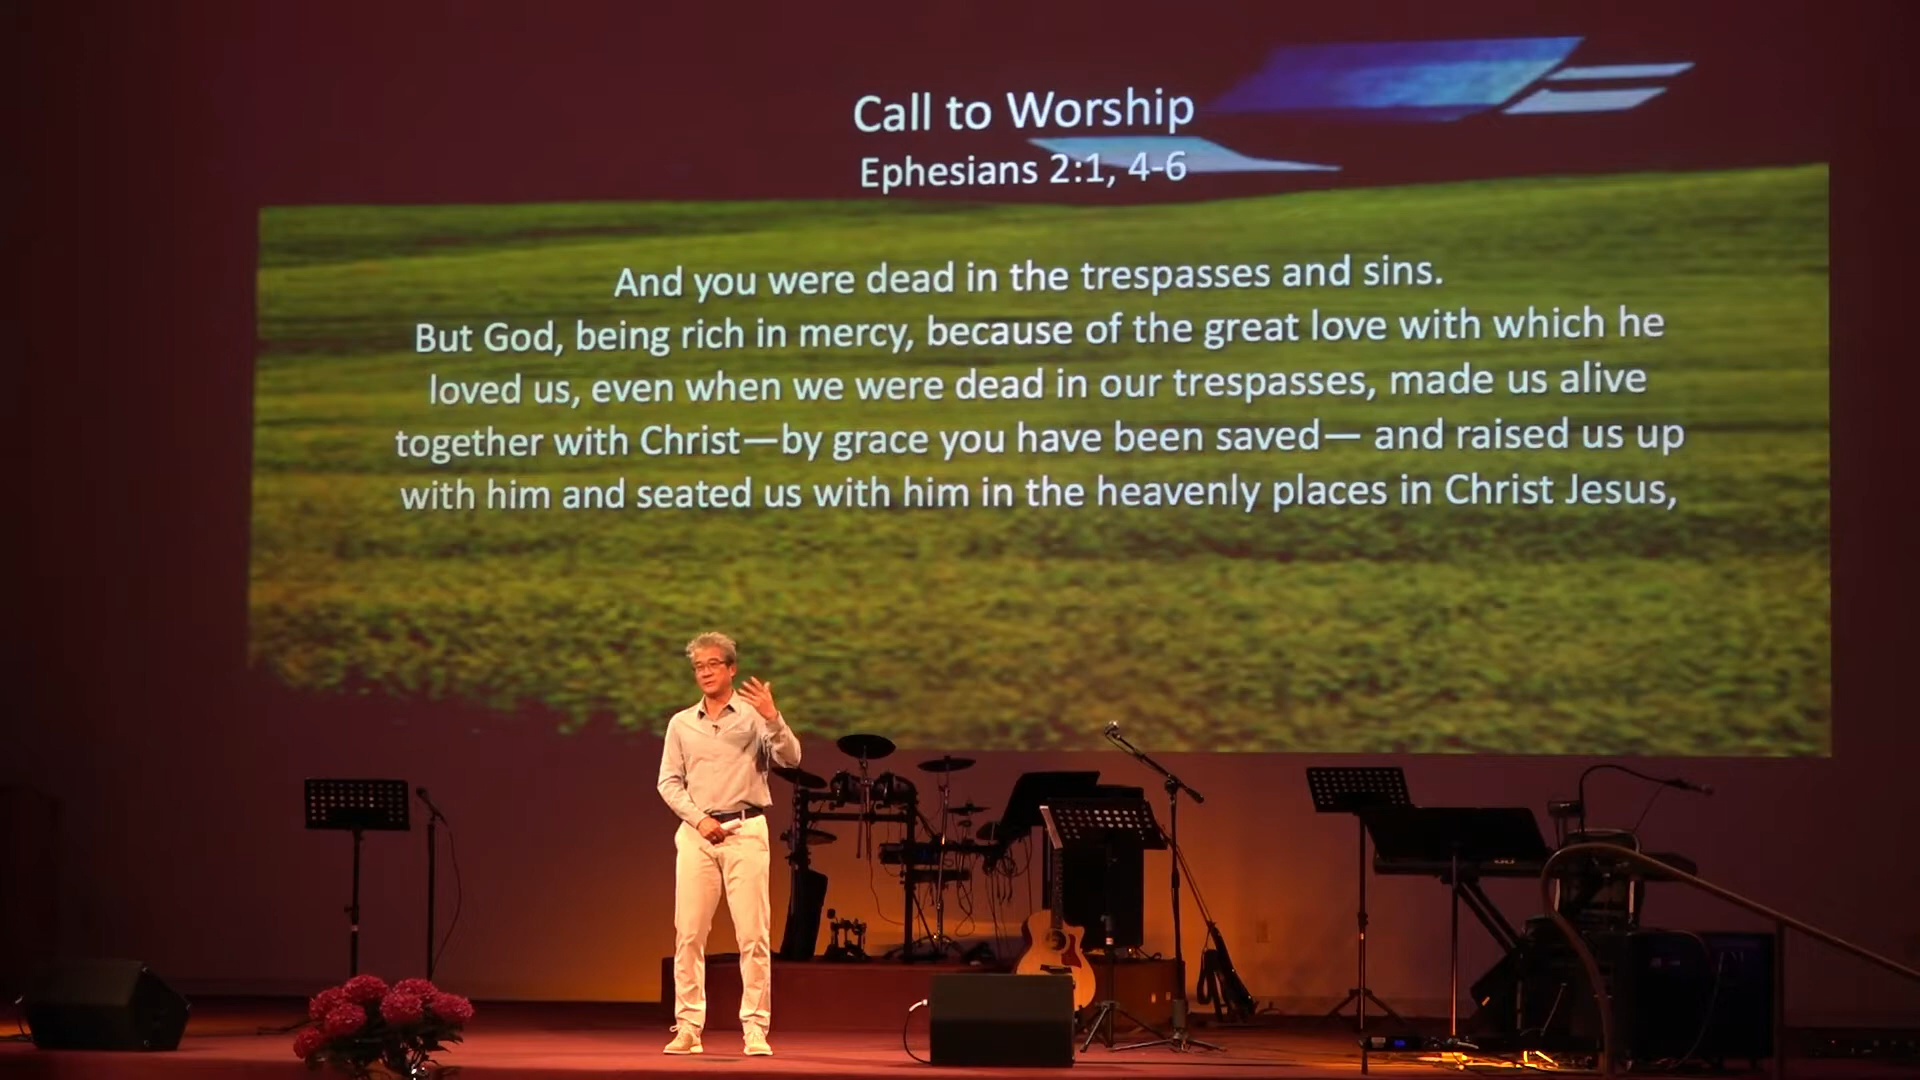 Call to Worship
Ephesians 2:1, 4-6
And you were dead in the trespasses and sins.
But God, being rich in mercy, because of the great love with which he
loved us, even when we were dead in our trespasses, made us alive
together with Christ—by grace you have been saved— and raised us up
with him and seated us with him in the heavenly places in Christ Jesus,